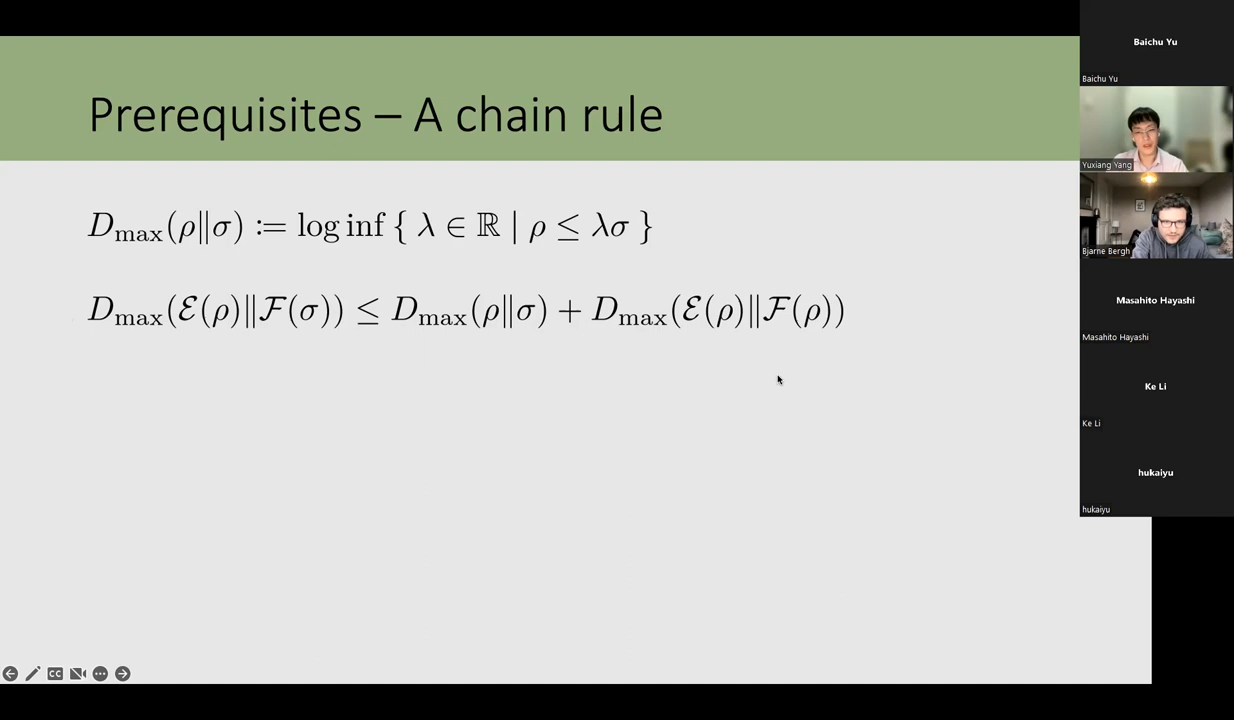 Prerequisites – A chain rule
D_max(ρ∥σ) ≔ log inf { λ ∈ ℝ | ρ ≤ λσ }
D_max(ℰ(ρ)∥ℱ(σ)) ≤ D_max(ρ∥σ) + D_max(ℰ(ρ)∥ℱ(ρ))
Baichu Yu
Baichu Yu
Yuxiang Yang
Bjarne Bergh
Masahito Hayashi
Masahito Hayashi
Ke Li
Ke Li
hukaiyu
hukaiyu
CC